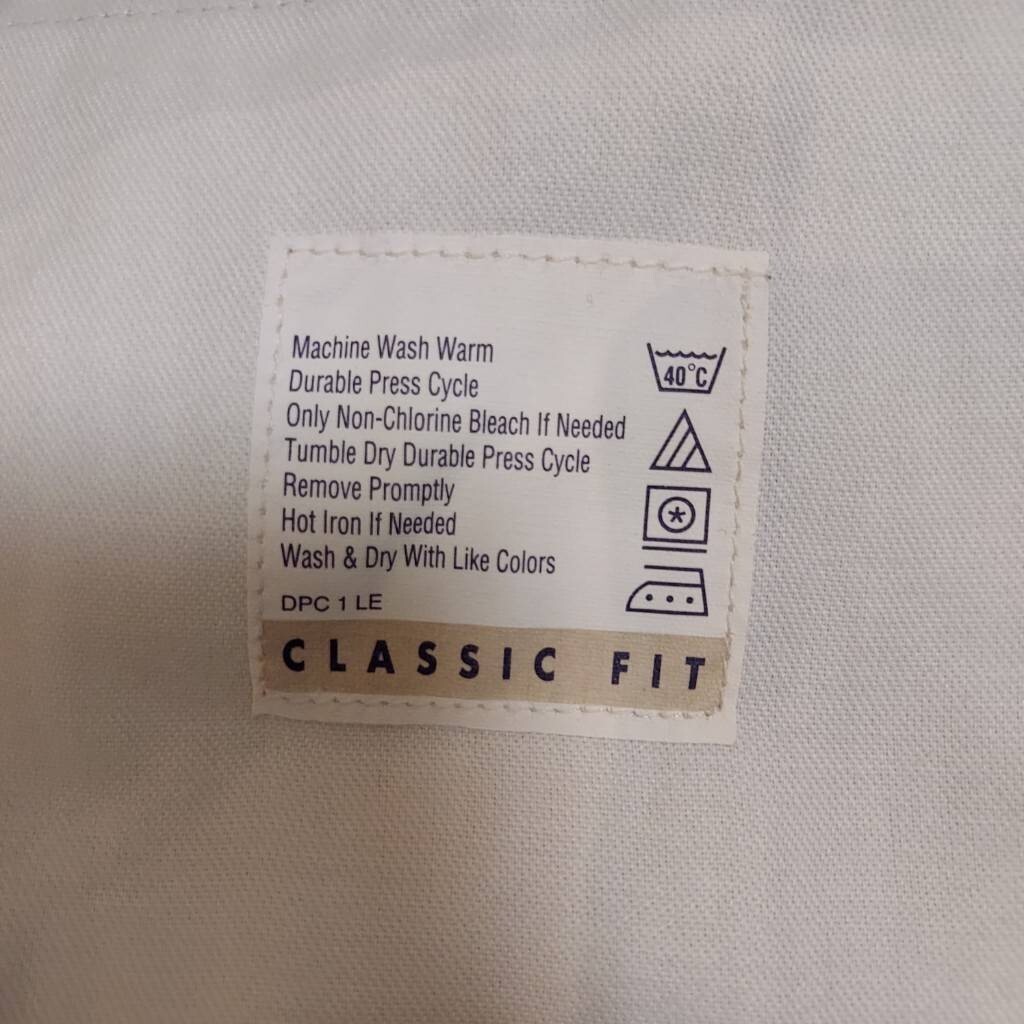 Machine Wash Warm
40°C
Durable Press Cycle
Only Non-Chlorine Bleach If Needed
Tumble Dry Durable Press Cycle
Remove Promptly
Hot Iron If Needed
Wash & Dry With Like Colors
DPC 1 LE
CLASSIC FIT